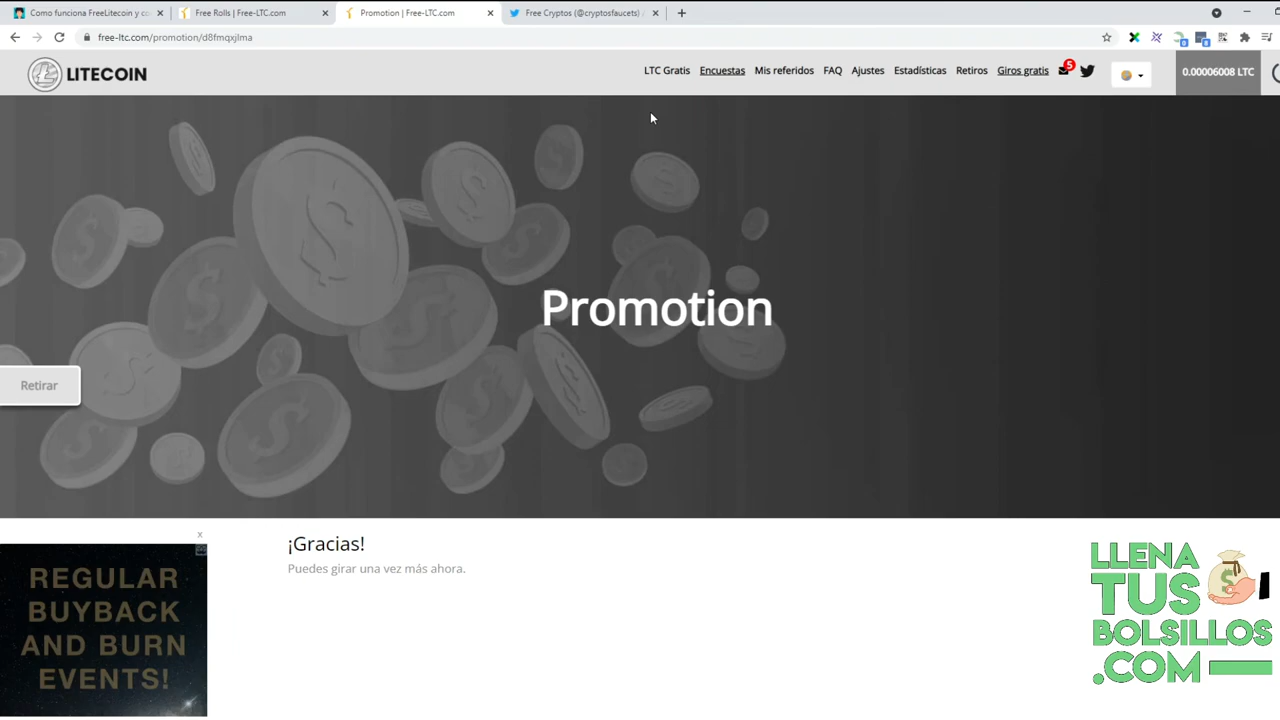 Como funciona FreeLitecoin y co
Free Rolls | Free-LTC.com
Promotion | Free-LTC.com
Free Cryptos (@cryptosfaucets)
free-ltc.com/promotion/d8fmqxjlma
LITECOIN
LTC Gratis
Encuestas
Mis referidos
FAQ
Ajustes
Estadísticas
Retiros
Giros gratis
5
0.00006008 LTC
Promotion
Retirar
¡Gracias!
Puedes girar una vez más ahora.
x
REGULAR
BUYBACK
AND BURN
EVENTS!
LLENA
TUS
BOLSILLOS
.COM